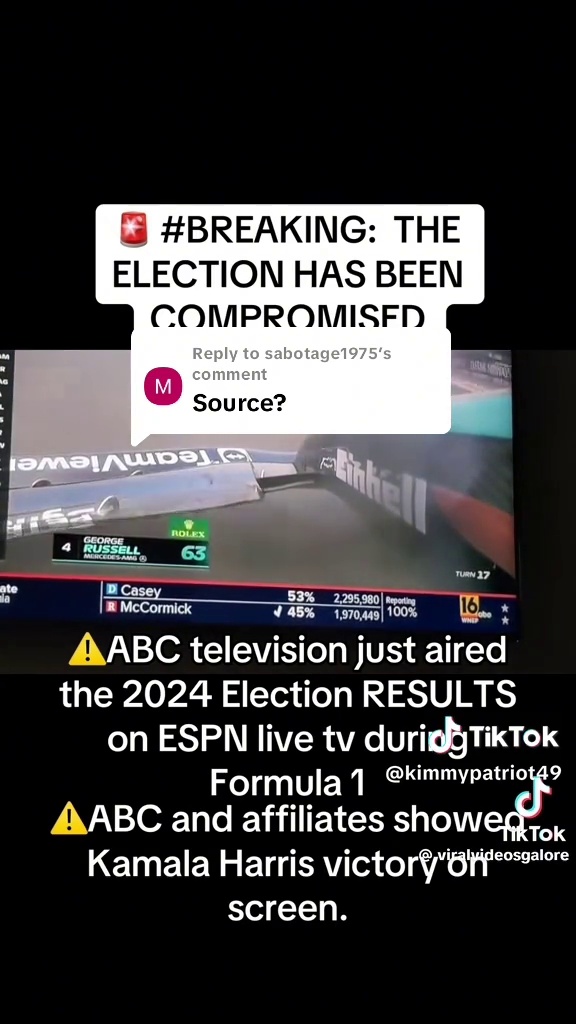 🚨 #BREAKING: THE
ELECTION HAS BEEN
COMPROMISED
Reply to sabotage1975's
comment
M
Source?
TeamViewer
Einhell
ROLEX
4 GEORGE
RUSSELL 63
MERCEDES-AMG
TURN 17
D Casey 53% 2,295,980 Reporting
R McCormick ✔ 45% 1,970,449 100%
16 abc
WNEP
⚠️ABC television just aired
the 2024 Election RESULTS
on ESPN live tv during
Formula 1
TikTok
@kimmypatriot49
⚠️ABC and affiliates showed
Kamala Harris victory on
screen.
TikTok
@viralvideosgalore